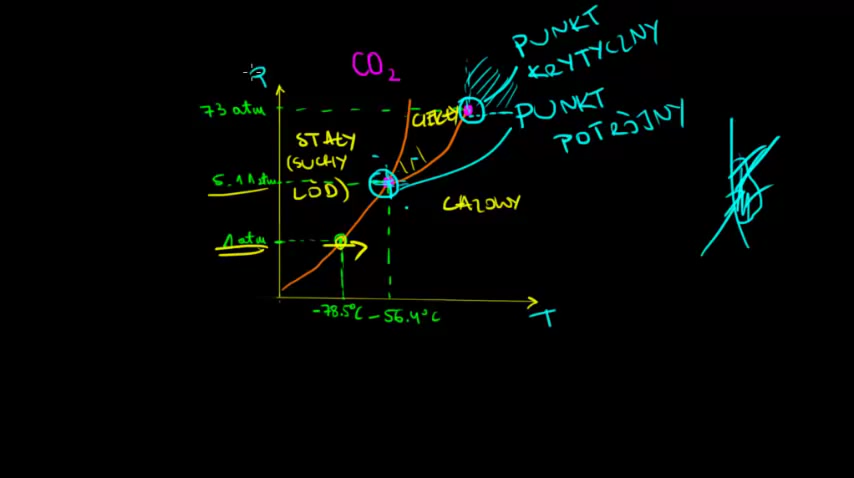 PUNKT
KRYTYCZNY
CO2
P
73 atm
CIEKŁY
PUNKT
POTRÓJNY
STAŁY
(SUCHY
LÓD)
5.1 atm
GAZOWY
1 atm
-78.5°C
-56.4°C
T